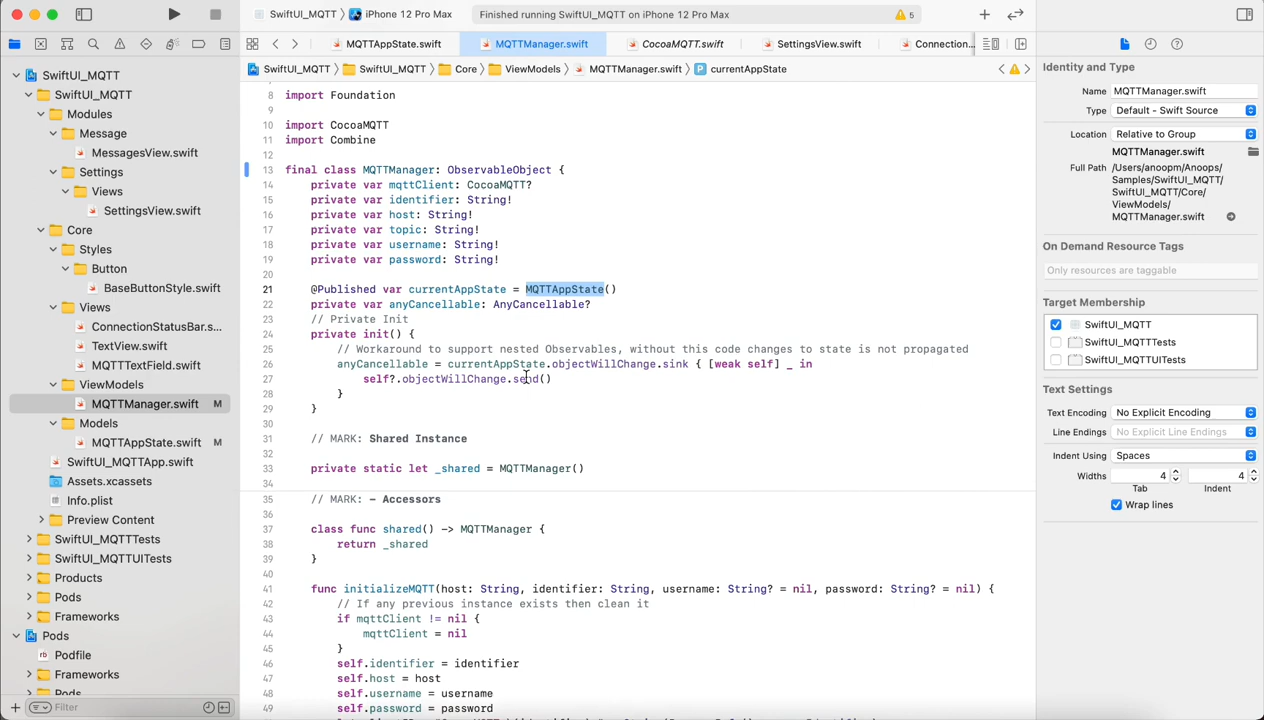 SwiftUI_MQTT
iPhone 12 Pro Max
Finished running SwiftUI_MQTT on iPhone 12 Pro Max
5
MQTTAppState.swift
MQTTManager.swift
CocoaMQTT.swift
SettingsView.swift
Connection...
SwiftUI_MQTT
SwiftUI_MQTT
Core
ViewModels
MQTTManager.swift
P currentAppState
SwiftUI_MQTT
SwiftUI_MQTT
Modules
Message
MessagesView.swift
Settings
Views
SettingsView.swift
Core
Styles
Button
BaseButtonStyle.swift
Views
ConnectionStatusBar.s...
TextView.swift
MQTTTextField.swift
ViewModels
MQTTManager.swift M
Models
MQTTAppState.swift M
SwiftUI_MQTTApp.swift
Assets.xcassets
Info.plist
Preview Content
SwiftUI_MQTTTests
SwiftUI_MQTTUITests
Products
Pods
Frameworks
Pods
rb Podfile
Frameworks
Pods
Filter
8 import Foundation
9
10 import CocoaMQTT
11 import Combine
12
13 final class MQTTManager: ObservableObject {
14 private var mqttClient: CocoaMQTT?
15 private var identifier: String!
16 private var host: String!
17 private var topic: String!
18 private var username: String!
19 private var password: String!
20
21 @Published var currentAppState = MQTTAppState()
22 private var anyCancellable: AnyCancellable?
23 // Private Init
24 private init() {
25 // Workaround to support nested Observables, without this code changes to state is not propagated
26 anyCancellable = currentAppState.objectWillChange.sink { [weak self] _ in
27 self?.objectWillChange.send()
28 }
29 }
30
31 // MARK: Shared Instance
32
33 private static let _shared = MQTTManager()
34
35 // MARK: - Accessors
36
37 class func shared() -> MQTTManager {
38 return _shared
39 }
40
41 func initializeMQTT(host: String, identifier: String, username: String? = nil, password: String? = nil) {
42 // If any previous instance exists then clean it
43 if mqttClient != nil {
44 mqttClient = nil
45 }
46 self.identifier = identifier
47 self.host = host
48 self.username = username
49 self.password = password
Identity and Type
Name MQTTManager.swift
Type Default - Swift Source
Location Relative to Group
MQTTManager.swift
Full Path /Users/anoopm/Anoops/
Samples/SwiftUI_MQTT/
SwiftUI_MQTT/Core/
ViewModels/
MQTTManager.swift
On Demand Resource Tags
Only resources are taggable
Target Membership
SwiftUI_MQTT
SwiftUI_MQTTTests
SwiftUI_MQTTUITests
Text Settings
Text Encoding No Explicit Encoding
Line Endings No Explicit Line Endings
Indent Using Spaces
Widths 4 4
Tab Indent
Wrap lines